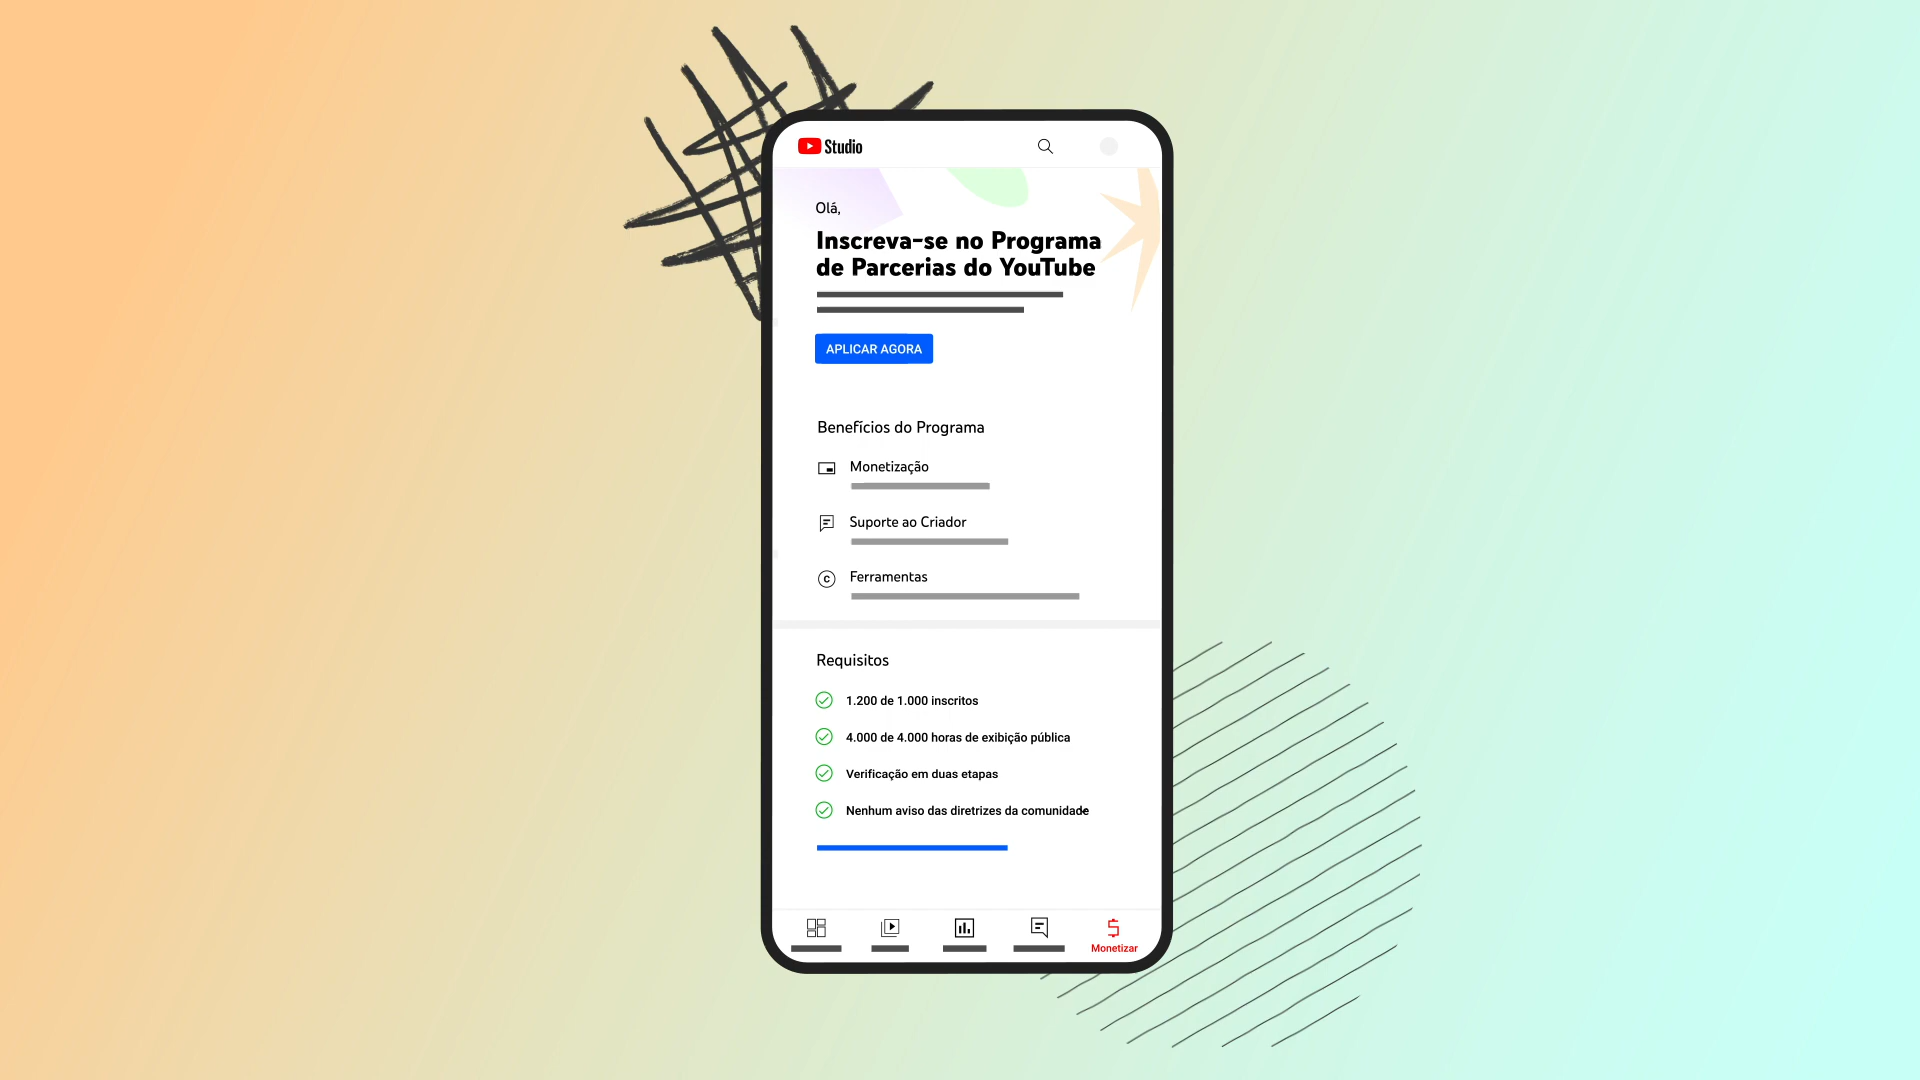 Studio
Olá,
Inscreva-se no Programa
de Parcerias do YouTube
APLICAR AGORA
Benefícios do Programa
Monetização
Suporte ao Criador
Ferramentas
Requisitos
1.200 de 1.000 inscritos
4.000 de 4.000 horas de exibição pública
Verificação em duas etapas
Nenhum aviso das diretrizes da comunidade
Monetizar